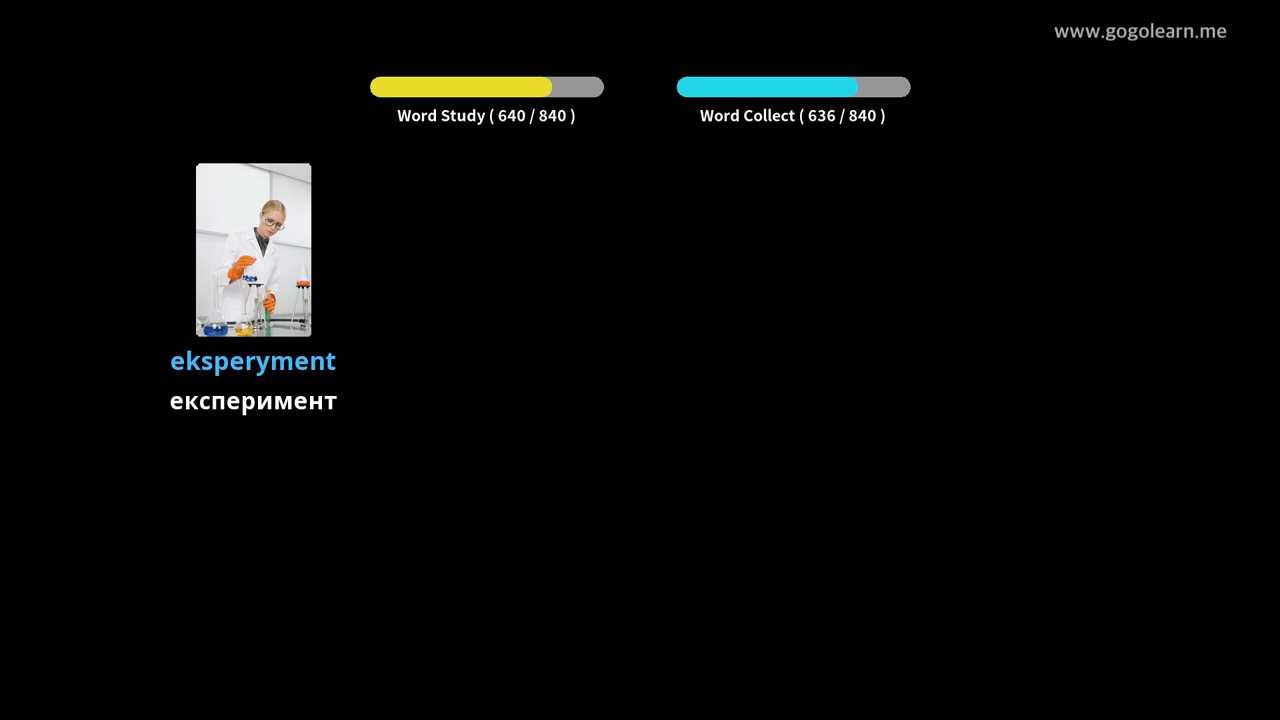 www.gogolearn.me
Word Study ( 640 / 840 )
Word Collect ( 636 / 840 )
eksperyment
експеримент